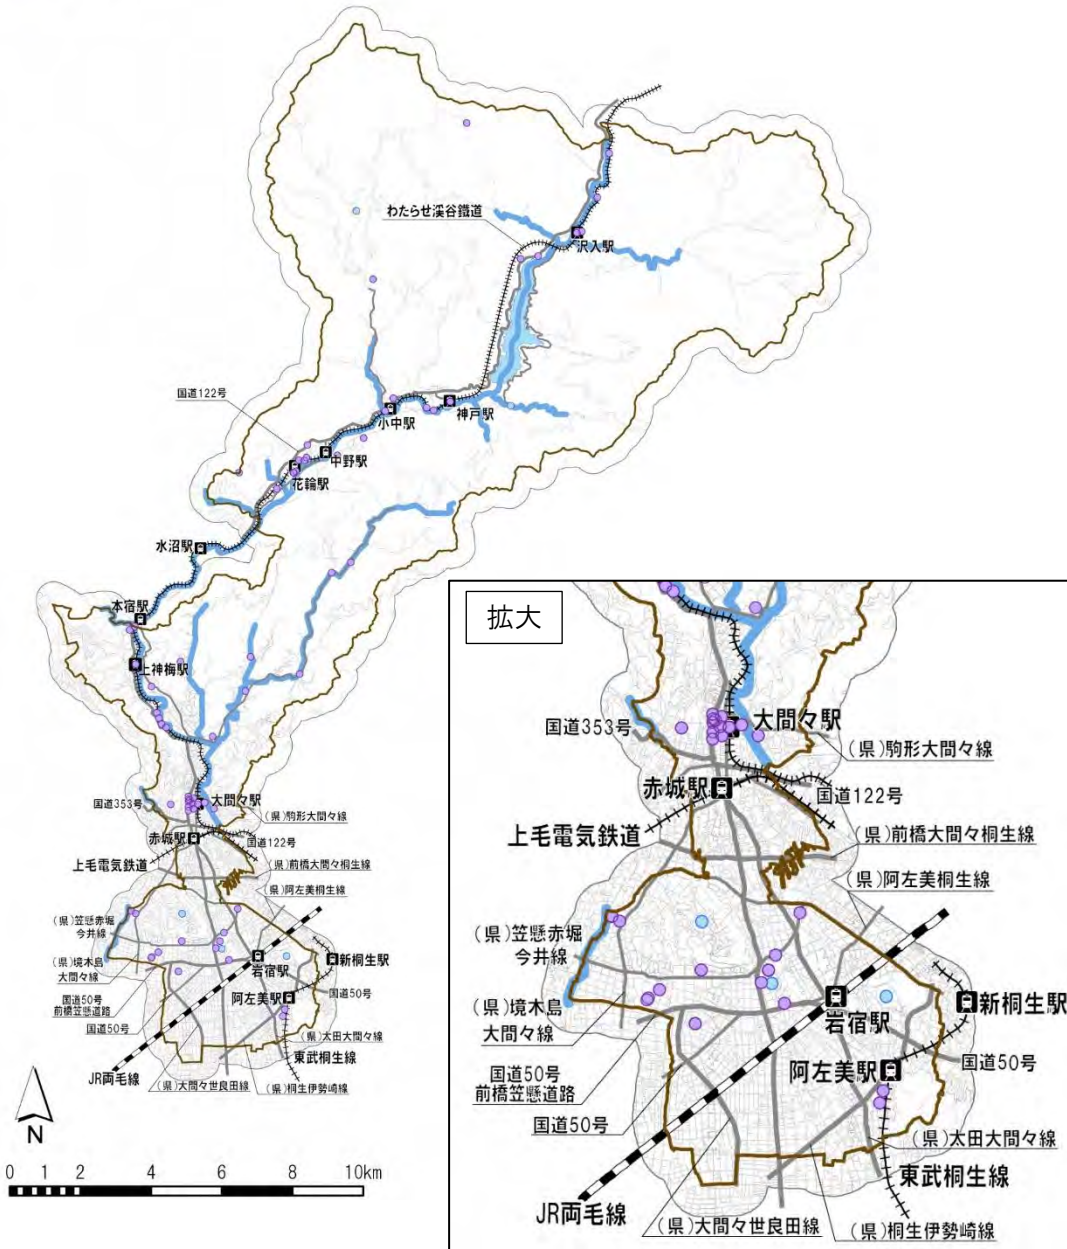 わたらせ渓谷鐵道
沢入駅
国道122号
小中駅
神戸駅
中野駅
花輪駅
水沼駅
本宿駅
上神梅駅
国道353号
大間々駅
(県)駒形大間々線
赤城駅
国道122号
上毛電気鉄道
(県)前橋大間々桐生線
(県)阿左美桐生線
(県)笠懸赤堀
今井線
(県)境木島
大間々線
岩宿駅
新桐生駅
国道50号
前橋笠懸道路
阿左美駅
国道50号
国道50号
(県)太田大間々線
東武桐生線
JR両毛線
(県)大間々世良田線
(県)桐生伊勢崎線
N
0 2 4 6 8 10km
拡大
国道353号
大間々駅
(県)駒形大間々線
赤城駅
国道122号
上毛電気鉄道
(県)前橋大間々桐生線
(県)阿左美桐生線
(県)笠懸赤堀
今井線
(県)境木島
大間々線
岩宿駅
新桐生駅
国道50号
前橋笠懸道路
阿左美駅
国道50号
国道50号
(県)太田大間々線
東武桐生線
JR両毛線
(県)大間々世良田線
(県)桐生伊勢崎線